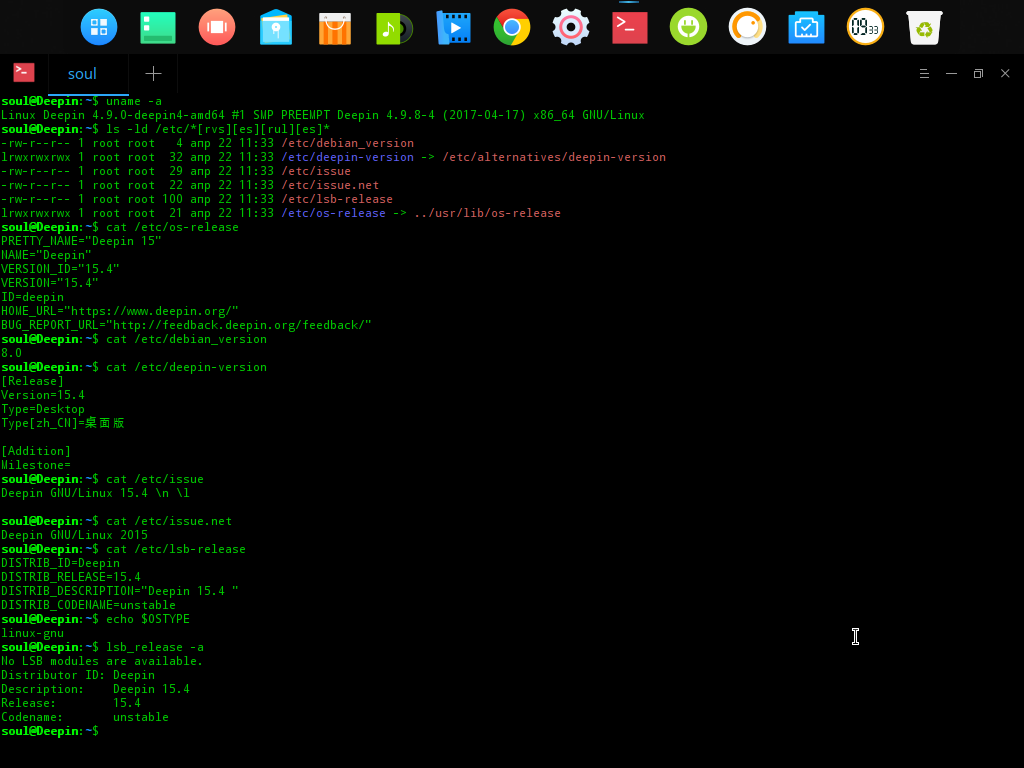 09:33
soul
soul@Deepin:~$ uname -a
Linux Deepin 4.9.0-deepin4-amd64 #1 SMP PREEMPT Deepin 4.9.8-4 (2017-04-17) x86_64 GNU/Linux
soul@Deepin:~$ ls -ld /etc/*[rvs][es][rul][es]*
-rw-r--r-- 1 root root   4 апр 22 11:33 /etc/debian_version
lrwxrwxrwx 1 root root  32 апр 22 11:33 /etc/deepin-version -> /etc/alternatives/deepin-version
-rw-r--r-- 1 root root  29 апр 22 11:33 /etc/issue
-rw-r--r-- 1 root root  22 апр 22 11:33 /etc/issue.net
-rw-r--r-- 1 root root 100 апр 22 11:33 /etc/lsb-release
lrwxrwxrwx 1 root root  21 апр 22 11:33 /etc/os-release -> ../usr/lib/os-release
soul@Deepin:~$ cat /etc/os-release
PRETTY_NAME="Deepin 15"
NAME="Deepin"
VERSION_ID="15.4"
VERSION="15.4"
ID=deepin
HOME_URL="https://www.deepin.org/"
BUG_REPORT_URL="http://feedback.deepin.org/feedback/"
soul@Deepin:~$ cat /etc/debian_version
8.0
soul@Deepin:~$ cat /etc/deepin-version
[Release]
Version=15.4
Type=Desktop
Type[zh_CN]=桌面版

[Addition]
Milestone=
soul@Deepin:~$ cat /etc/issue
Deepin GNU/Linux 15.4 \n \l

soul@Deepin:~$ cat /etc/issue.net
Deepin GNU/Linux 2015
soul@Deepin:~$ cat /etc/lsb-release
DISTRIB_ID=Deepin
DISTRIB_RELEASE=15.4
DISTRIB_DESCRIPTION="Deepin 15.4 "
DISTRIB_CODENAME=unstable
soul@Deepin:~$ echo $OSTYPE
linux-gnu
soul@Deepin:~$ lsb_release -a
No LSB modules are available.
Distributor ID: Deepin
Description:    Deepin 15.4
Release:        15.4
Codename:       unstable
soul@Deepin:~$